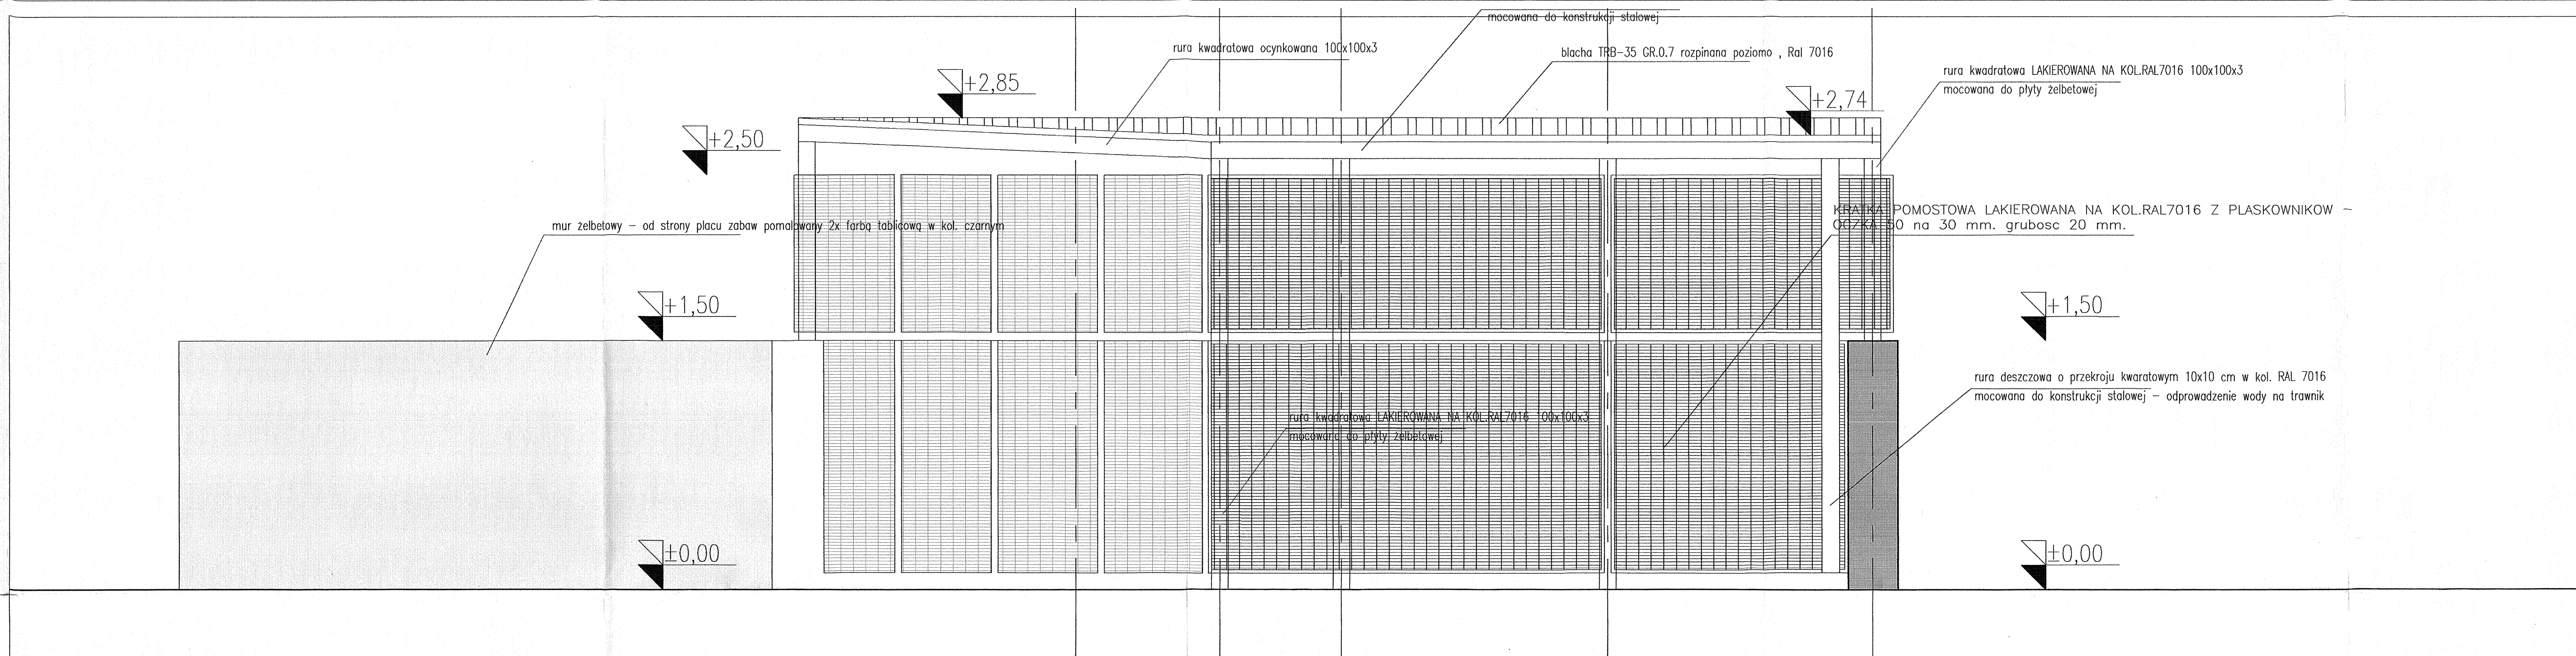 mocowana do konstrukcji stalowej
rura kwadratowa ocynkowana 100x100x3
blacha TRB-35 GR.0.7 rozpinana poziomo , Ral 7016
rura kwadratowa LAKIEROWANA NA KOL.RAL7016 100x100x3
mocowana do płyty żelbetowej
+2,85
+2,74
+2,50
KRATKA POMOSTOWA LAKIEROWANA NA KOL.RAL7016 Z PLASKOWNIKOW -
OCZKA 50 na 30 mm. grubosc 20 mm.
mur żelbetowy - od strony placu zabaw pomalowany 2x farbą tablicową w kol. czarnym
+1,50
+1,50
rura deszczowa o przekroju kwaratowym 10x10 cm w kol. RAL 7016
mocowana do konstrukcji stalowej - odprowadzenie wody na trawnik
rura kwadratowa LAKIEROWANA NA KOL.RAL7016 100x100x3
mocowana do płyty żelbetowej
±0,00
±0,00